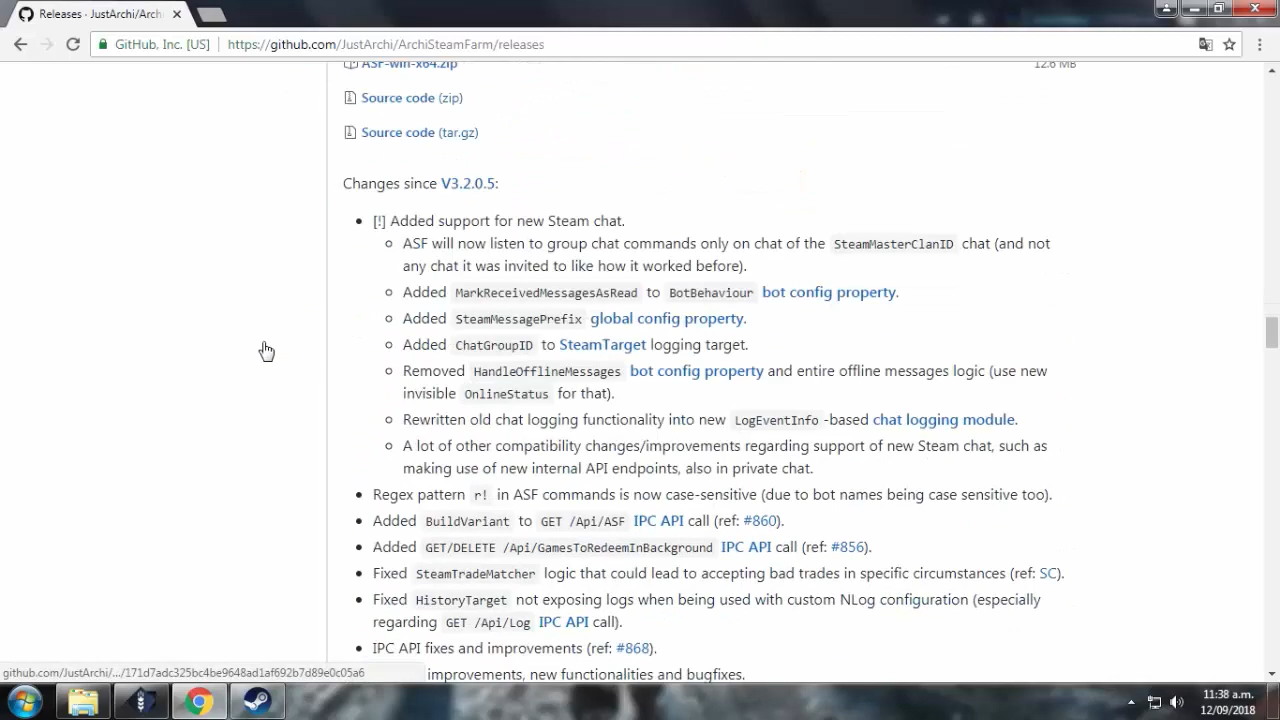 Releases · JustArchi/Archi
GitHub, Inc. [US] https://github.com/JustArchi/ArchiSteamFarm/releases
ASF-win-x64.zip 12.6 MB
Source code (zip)
Source code (tar.gz)
Changes since V3.2.0.5:
[!] Added support for new Steam chat.
ASF will now listen to group chat commands only on chat of the SteamMasterClanID chat (and not
any chat it was invited to like how it worked before).
Added MarkReceivedMessagesAsRead to BotBehaviour bot config property.
Added SteamMessagePrefix global config property.
Added ChatGroupID to SteamTarget logging target.
Removed HandleOfflineMessages bot config property and entire offline messages logic (use new
invisible OnlineStatus for that).
Rewritten old chat logging functionality into new LogEventInfo -based chat logging module.
A lot of other compatibility changes/improvements regarding support of new Steam chat, such as
making use of new internal API endpoints, also in private chat.
Regex pattern r! in ASF commands is now case-sensitive (due to bot names being case sensitive too).
Added BuildVariant to GET /Api/ASF IPC API call (ref: #860).
Added GET/DELETE /Api/GamesToRedeemInBackground IPC API call (ref: #856).
Fixed SteamTradeMatcher logic that could lead to accepting bad trades in specific circumstances (ref: SC).
Fixed HistoryTarget not exposing logs when being used with custom NLog configuration (especially
regarding GET /Api/Log IPC API call).
IPC API fixes and improvements (ref: #868).
improvements, new functionalities and bugfixes.
github.com/JustArchi/.../171d7adc325bc4be9648ad1af692b7d89e0c05a6
11:38 a.m.
12/09/2018